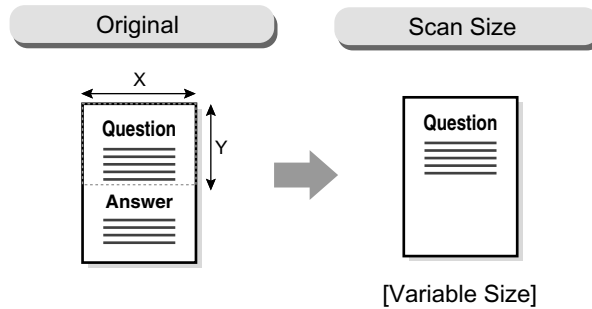 Original
Scan Size
X
Question
Y
Answer
Question
[Variable Size]